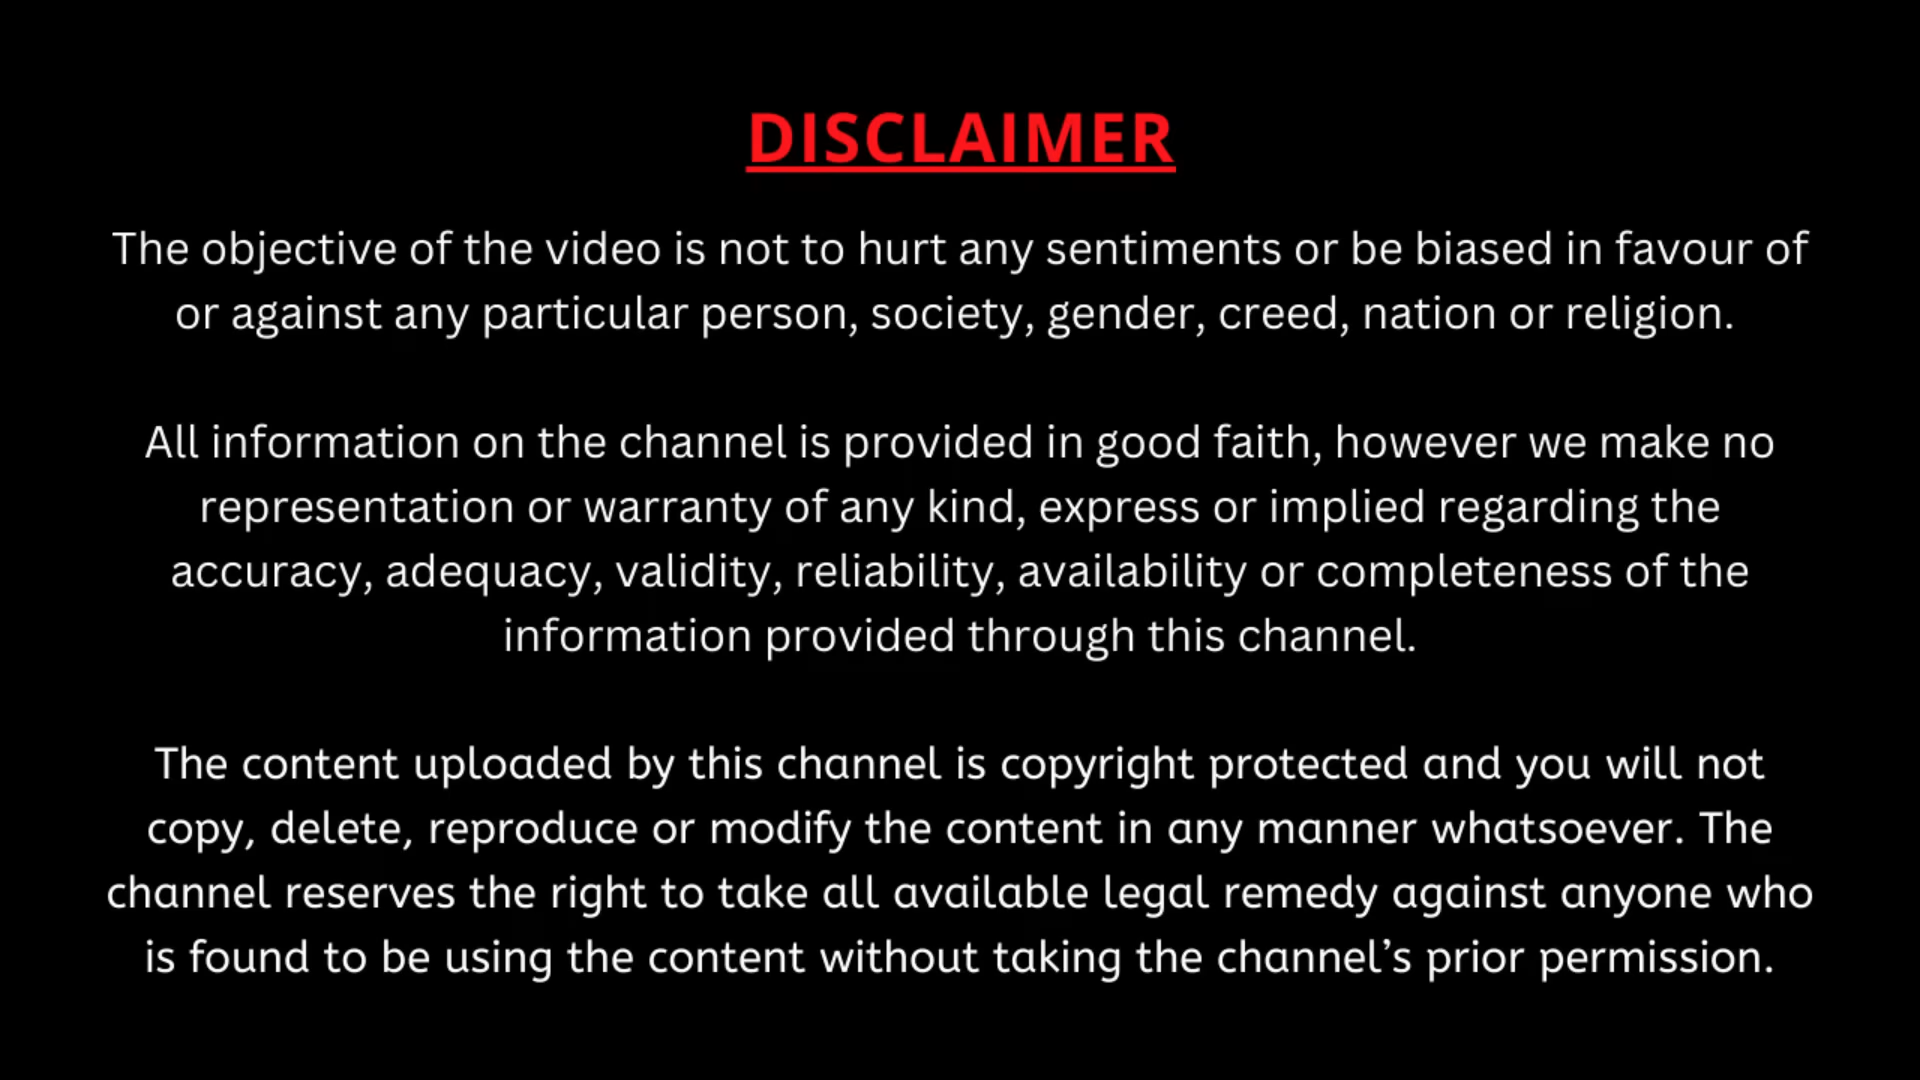 DISCLAIMER
The objective of the video is not to hurt any sentiments or be biased in favour of
or against any particular person, society, gender, creed, nation or religion.
All information on the channel is provided in good faith, however we make no
representation or warranty of any kind, express or implied regarding the
accuracy, adequacy, validity, reliability, availability or completeness of the
information provided through this channel.
The content uploaded by this channel is copyright protected and you will not
copy, delete, reproduce or modify the content in any manner whatsoever. The
channel reserves the right to take all available legal remedy against anyone who
is found to be using the content without taking the channel’s prior permission.